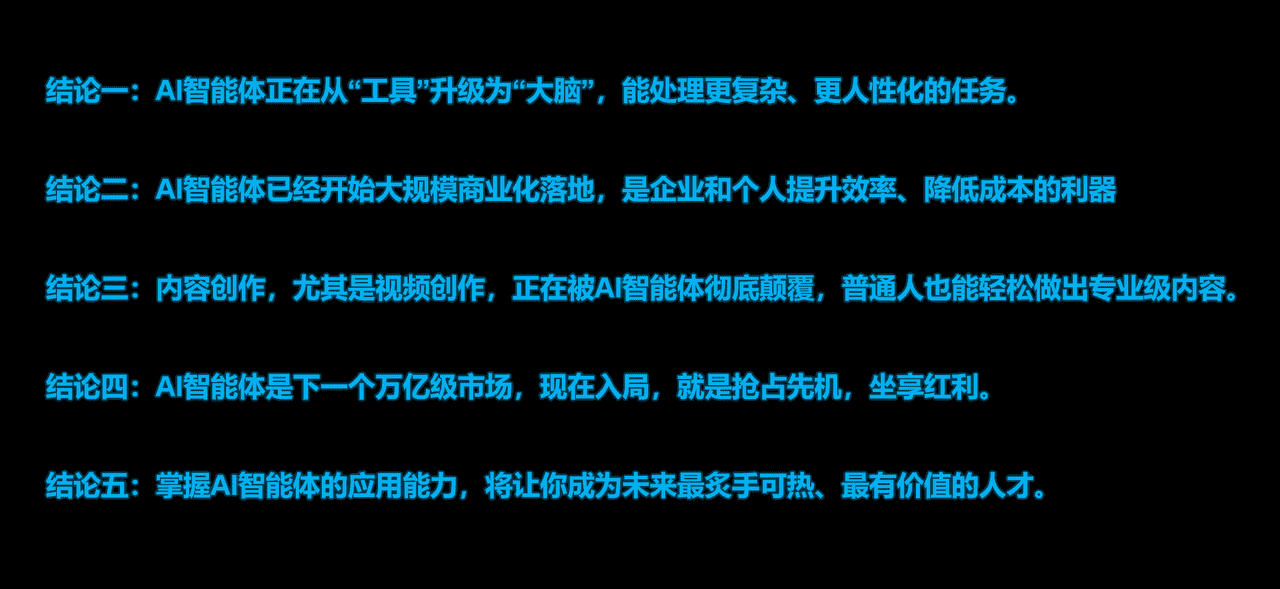 结论一：AI智能体正在从“工具”升级为“大脑”，能处理更复杂、更人性化的任务。
结论二：AI智能体已经开始大规模商业化落地，是企业和个人提升效率、降低成本的利器
结论三：内容创作，尤其是视频创作，正在被AI智能体彻底颠覆，普通人也能轻松做出专业级内容。
结论四：AI智能体是下一个万亿级市场，现在入局，就是抢占先机，坐享红利。
结论五：掌握AI智能体的应用能力，将让你成为未来最炙手可热、最有价值的人才。